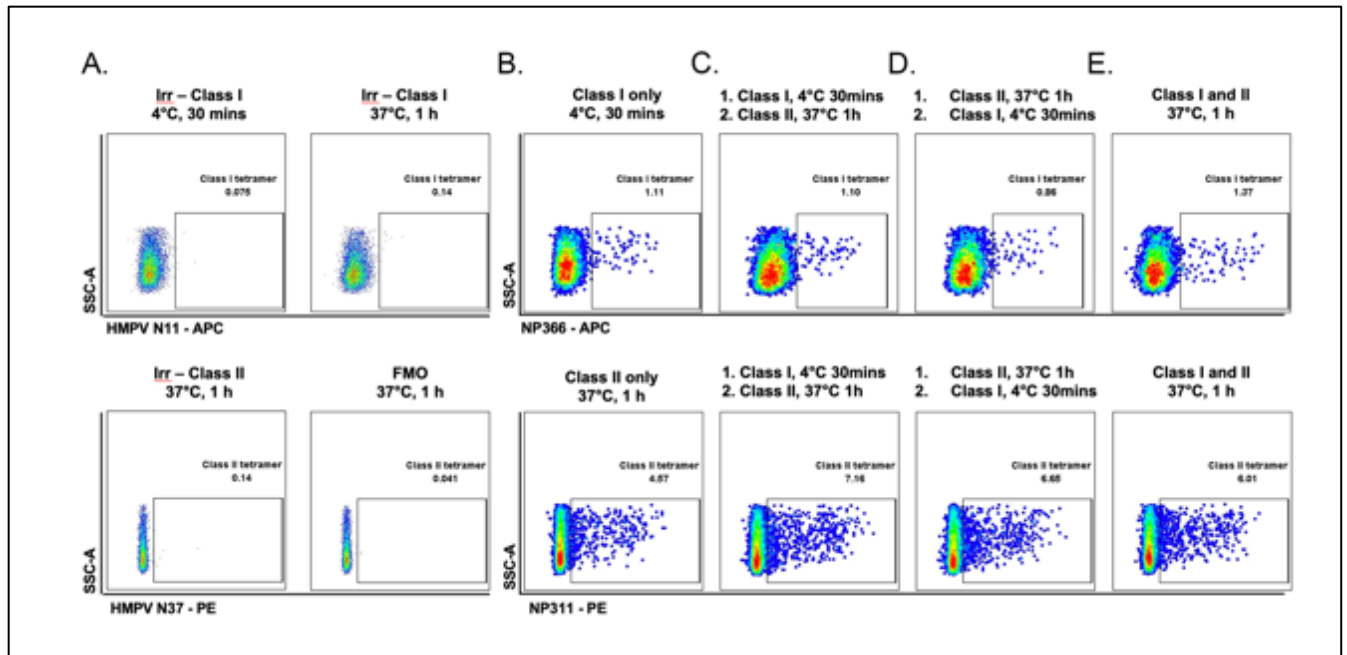 A.
B.
C.
D.
E.
Irr – Class I
4°C, 30 mins
Irr – Class I
37°C, 1 h
Class I only
4°C, 30 mins
1. Class I, 4°C 30mins
2. Class II, 37°C 1h
1. Class II, 37°C 1h
2. Class I, 4°C 30mins
Class I and II
37°C, 1 h
Class I tetramer
0.075
Class I tetramer
0.14
Class I tetramer
1.11
Class I tetramer
1.10
Class I tetramer
0.86
Class I tetramer
1.37
SSC-A
HMPV N11 - APC
SSC-A
NP366 - APC
Irr – Class II
37°C, 1 h
FMO
37°C, 1 h
Class II only
37°C, 1 h
1. Class I, 4°C 30mins
2. Class II, 37°C 1h
1. Class II, 37°C 1h
2. Class I, 4°C 30mins
Class I and II
37°C, 1 h
Class II tetramer
0.14
Class II tetramer
0.041
Class II tetramer
4.57
Class II tetramer
7.16
Class II tetramer
6.65
Class II tetramer
6.01
SSC-A
HMPV N37 - PE
SSC-A
NP311 - PE